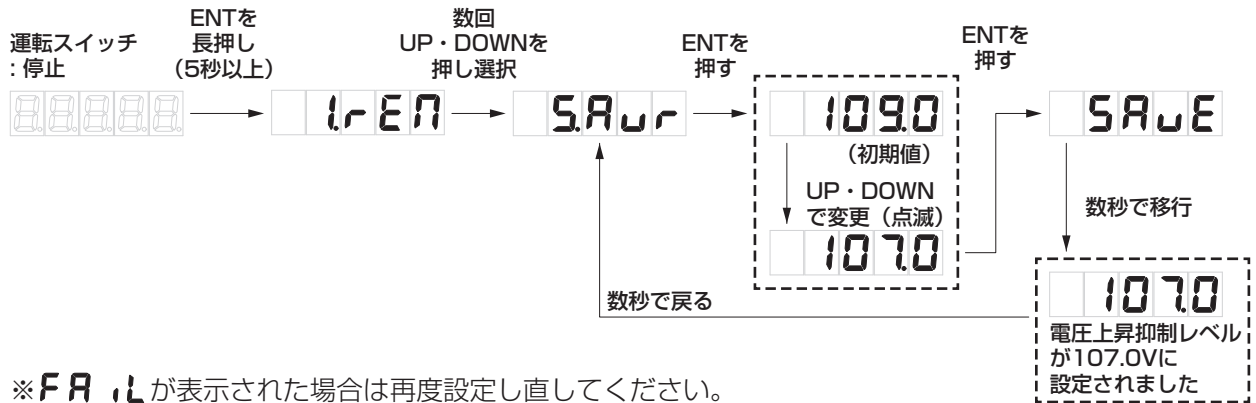 運転スイッチ
: 停止
ENTを
長押し
（5秒以上）
1.rEM
数回
UP・DOWNを
押し選択
5.Avr
ENTを
押す
109.0
（初期値）
UP・DOWN
で変更（点滅）
107.0
ENTを
押す
SAvE
数秒で移行
107.0
電圧上昇抑制レベル
が107.0Vに
設定されました
数秒で戻る
※FAiLが表示された場合は再度設定し直してください。